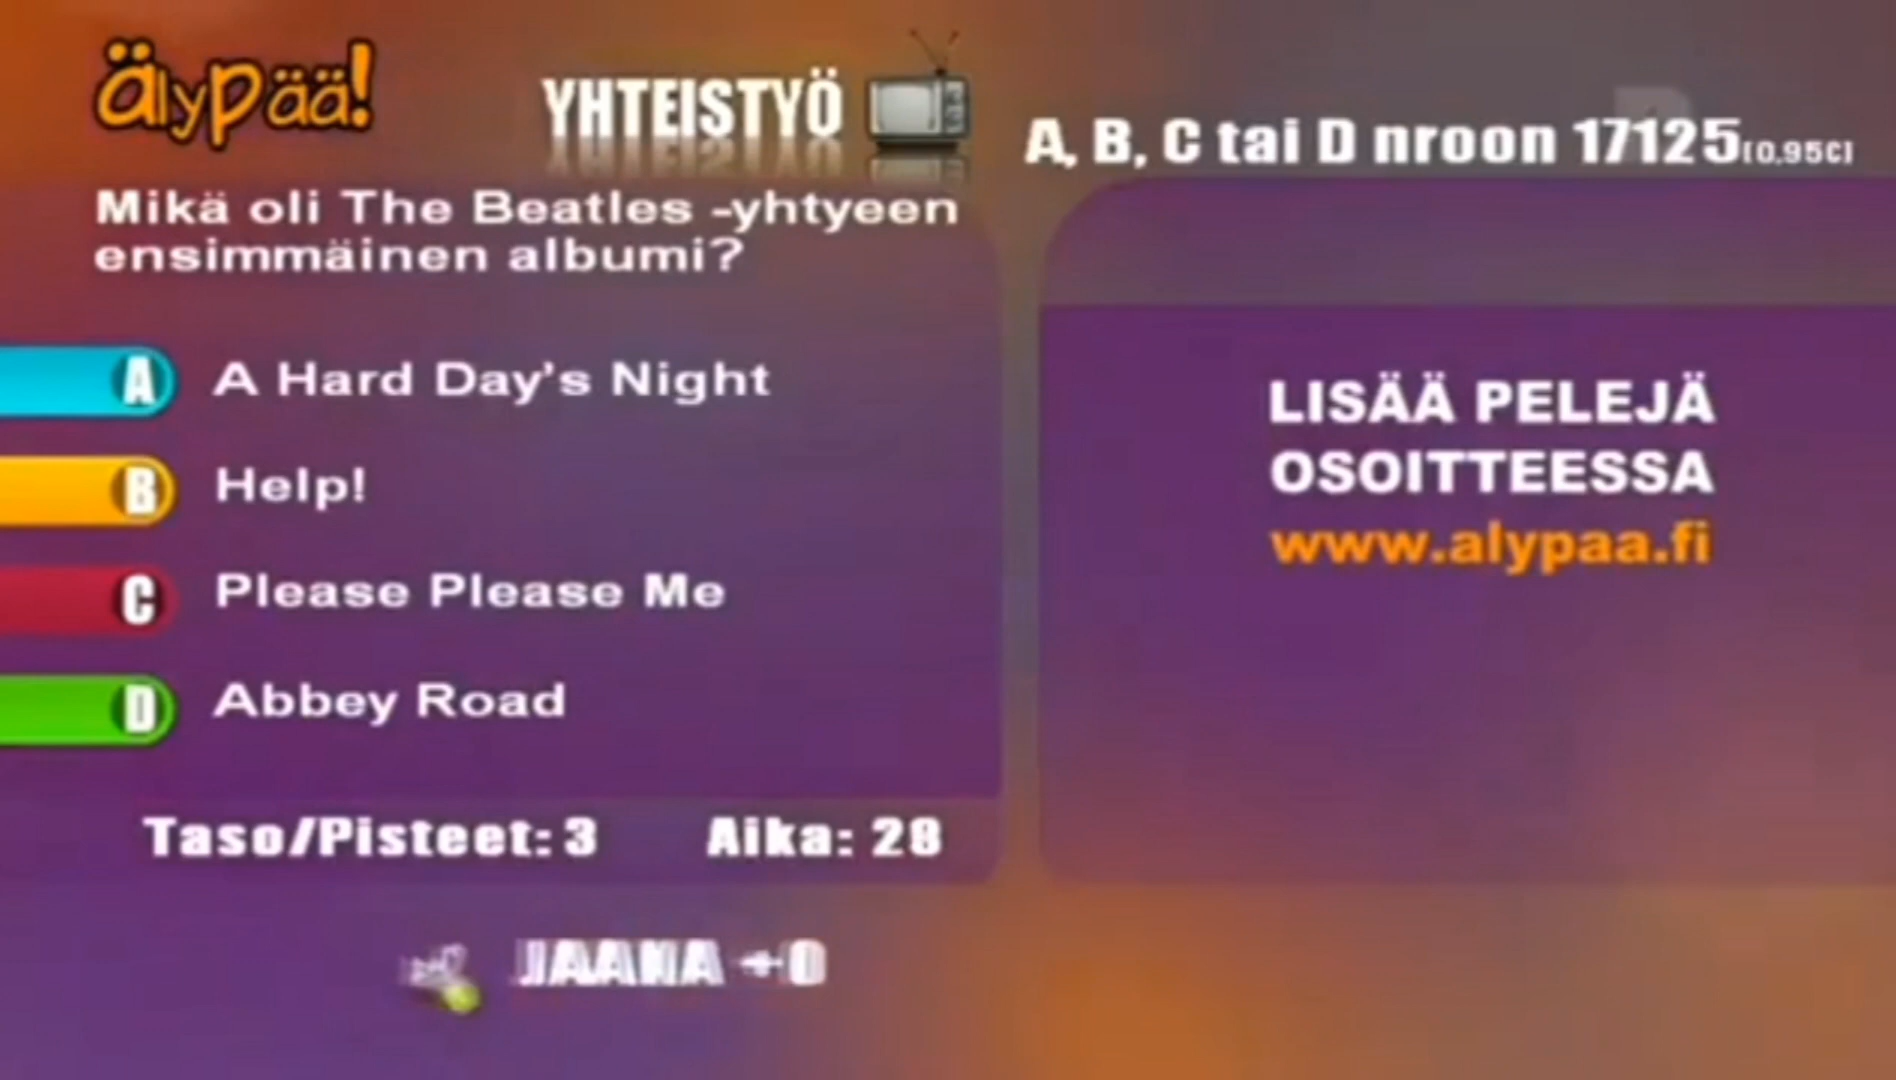 älypää!
YHTEISTYÖ
A, B, C tai D nroon 17125 [0,95€]
Mikä oli The Beatles -yhtyeen
ensimmäinen albumi?
A A Hard Day's Night
B Help!
C Please Please Me
D Abbey Road
Taso/Pisteet: 3 Aika: 28
JAANA +0
LISÄÄ PELEJÄ
OSOITTEESSA
www.alypaa.fi